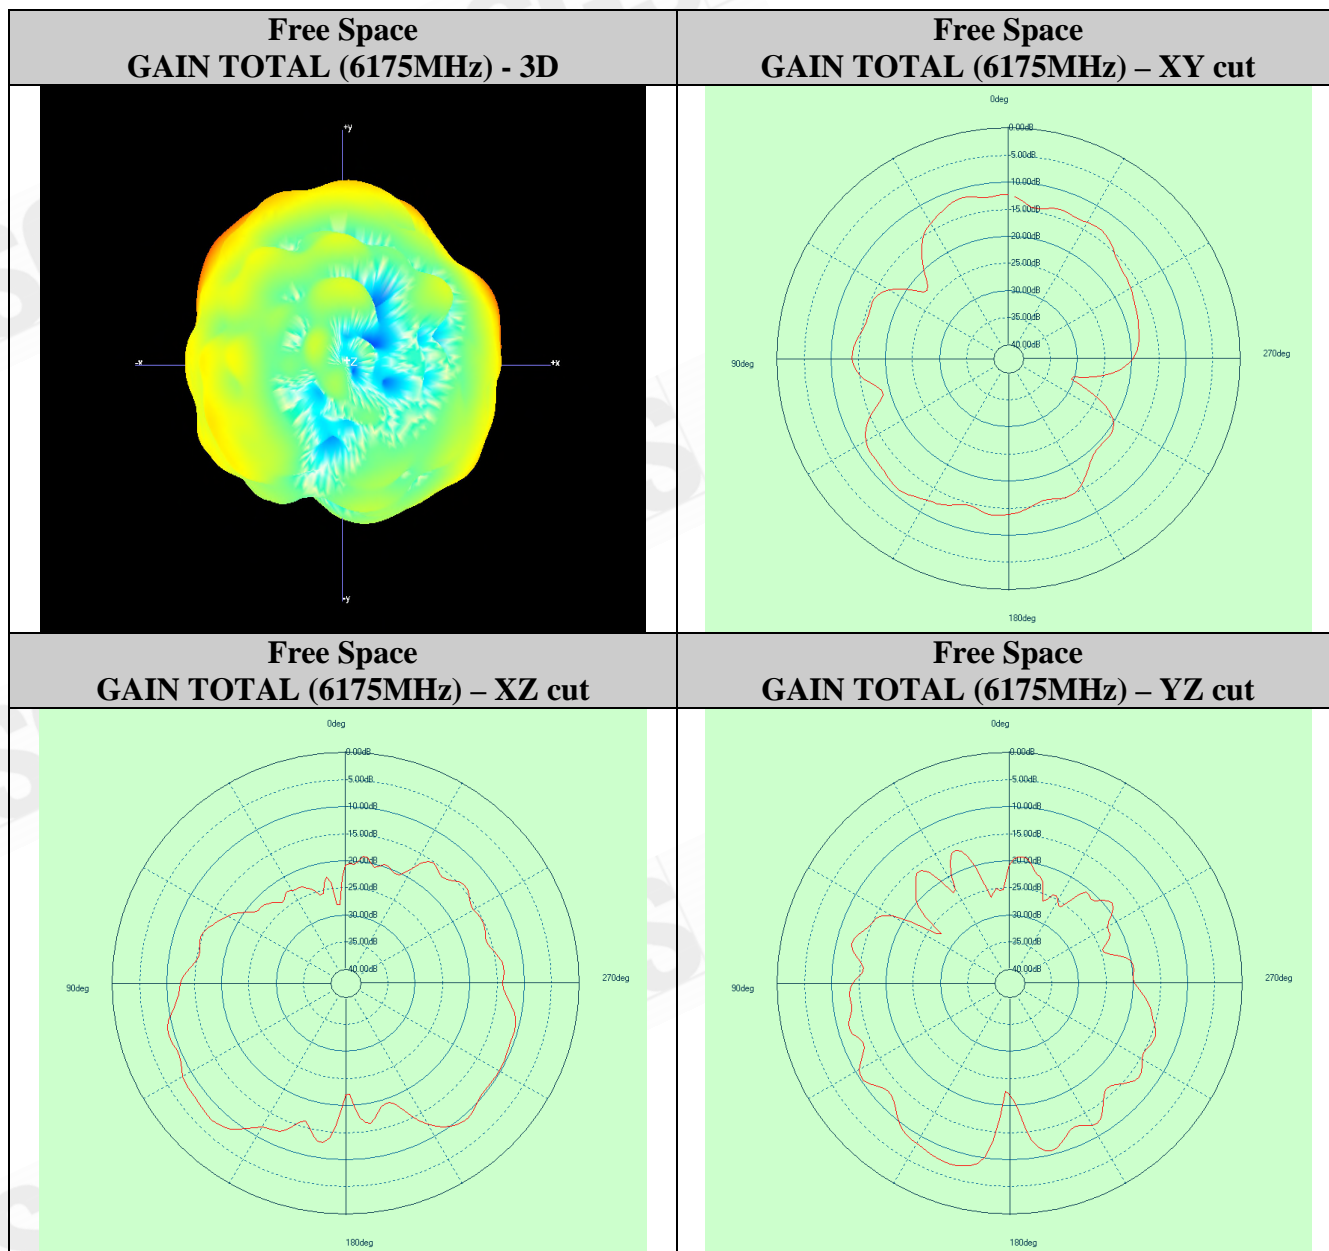 Free Space
GAIN TOTAL (6175MHz) - 3D
+y
-x
+Z
+x
-y
Free Space
GAIN TOTAL (6175MHz) – XY cut
0deg
0.00dB
5.00dB
10.00dB
15.00dB
20.00dB
25.00dB
30.00dB
35.00dB
40.00dB
90deg
270deg
180deg
Free Space
GAIN TOTAL (6175MHz) – XZ cut
0deg
0.00dB
5.00dB
10.00dB
15.00dB
20.00dB
25.00dB
30.00dB
35.00dB
40.00dB
90deg
270deg
180deg
Free Space
GAIN TOTAL (6175MHz) – YZ cut
0deg
0.00dB
5.00dB
10.00dB
15.00dB
20.00dB
25.00dB
30.00dB
35.00dB
40.00dB
90deg
270deg
180deg